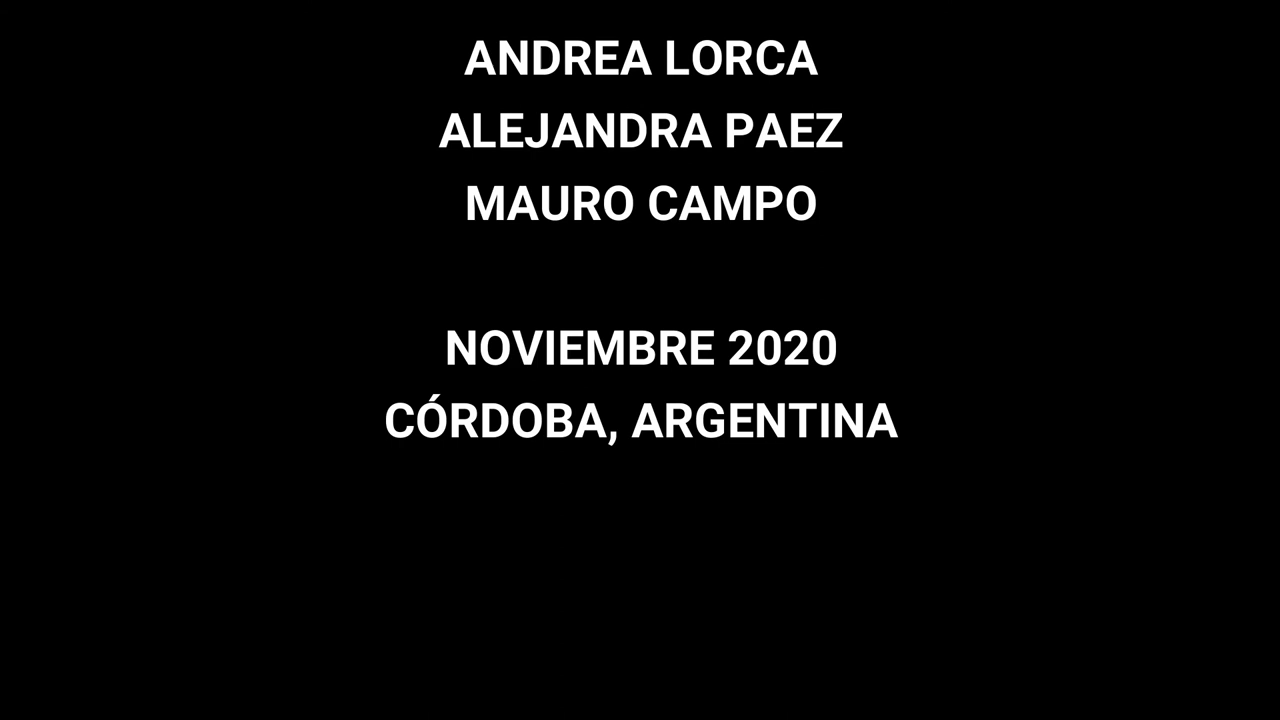 ANDREA LORCA
ALEJANDRA PAEZ
MAURO CAMPO
NOVIEMBRE 2020
CÓRDOBA, ARGENTINA